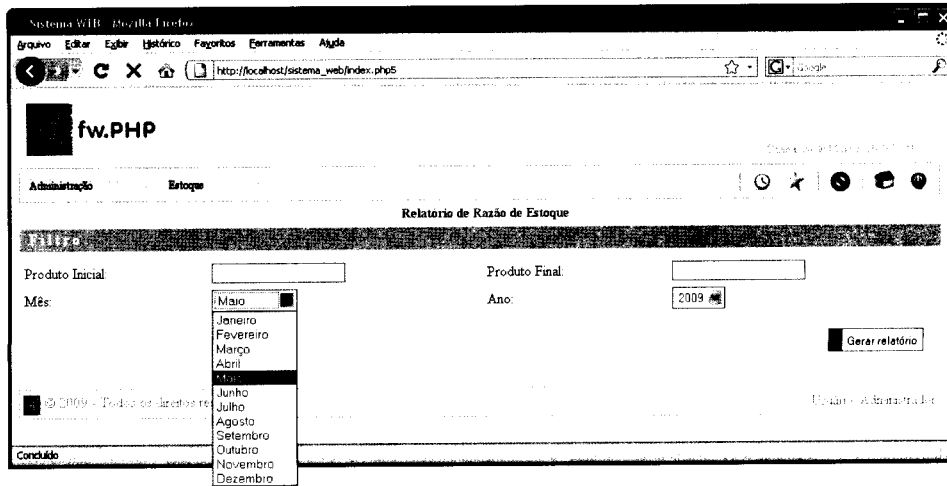 Sistema WEB - Mozilla Firefox
Arquivo Editar Exibir Histórico Favoritos Ferramentas Ajuda
http://localhost/sistema_web/index.php5
Google
fw.PHP
Administração Estoque
Relatório de Razão de Estoque
Filtro
Produto Inicial: Produto Final:
Mês: Maio Ano: 2009
Janeiro
Fevereiro
Março
Abril
Maio
Junho
Julho
Agosto
Setembro
Outubro
Novembro
Dezembro
Gerar relatório
© 2009 - Todos os direitos re
Usuário - Administrador
Concluído